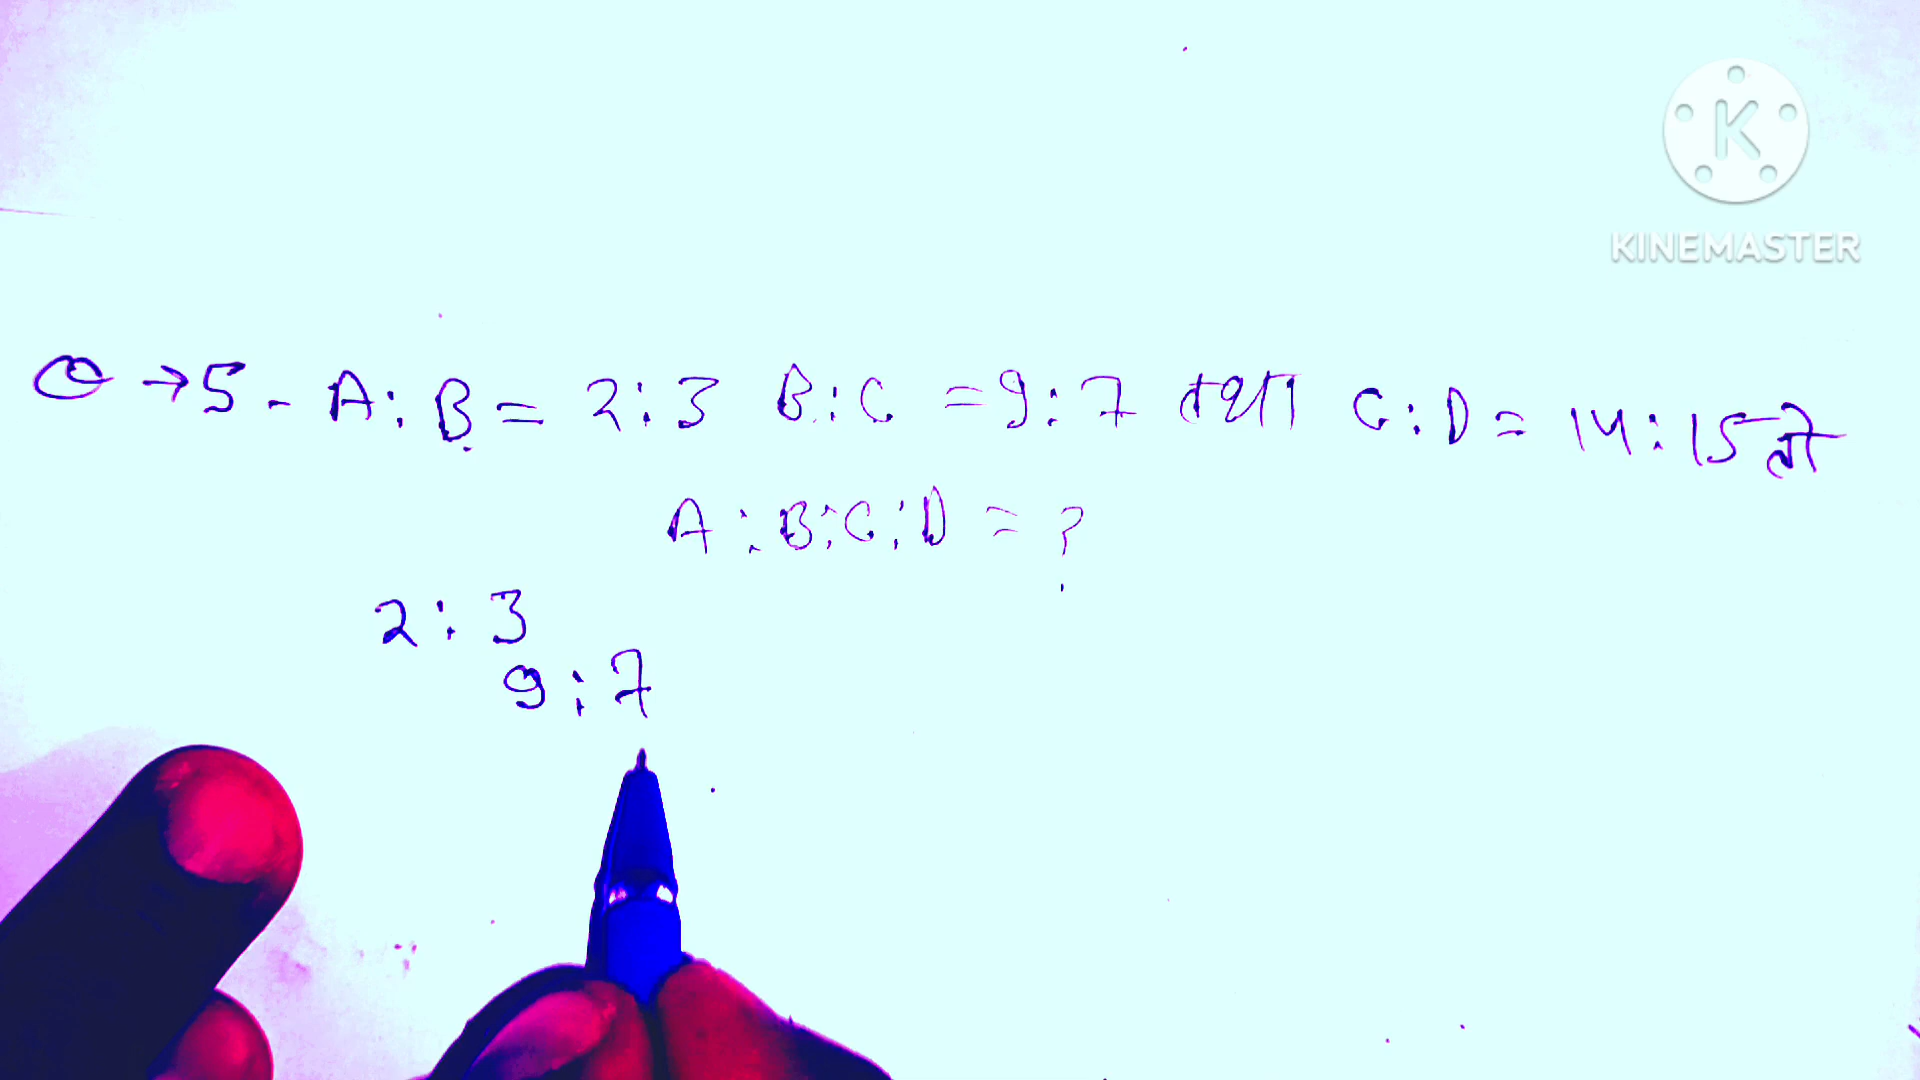 K
KINEMASTER
Q → 5 - A : B = 2 : 3 B : C = 9 : 7 तथा C : D = 14 : 15 तो
A : B : C : D = ?
2 : 3
9 : 7